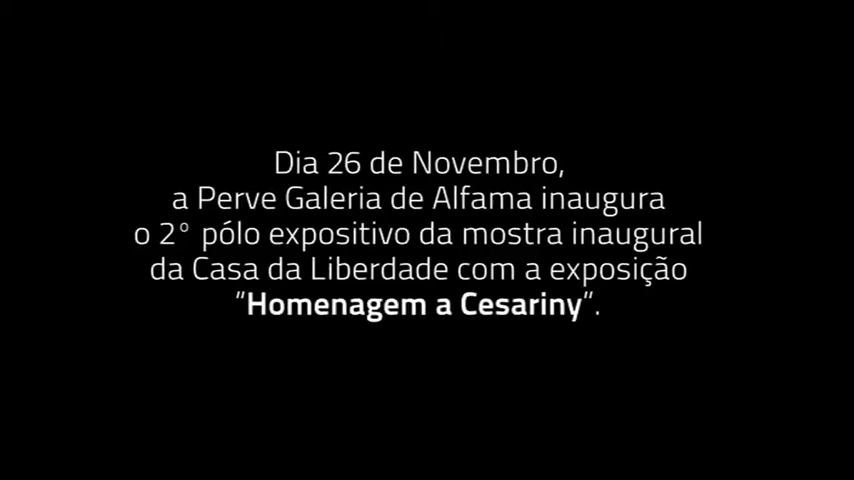 Dia 26 de Novembro,
a Perve Galeria de Alfama inaugura
o 2º pólo expositivo da mostra inaugural
da Casa da Liberdade com a exposição
"Homenagem a Cesariny".